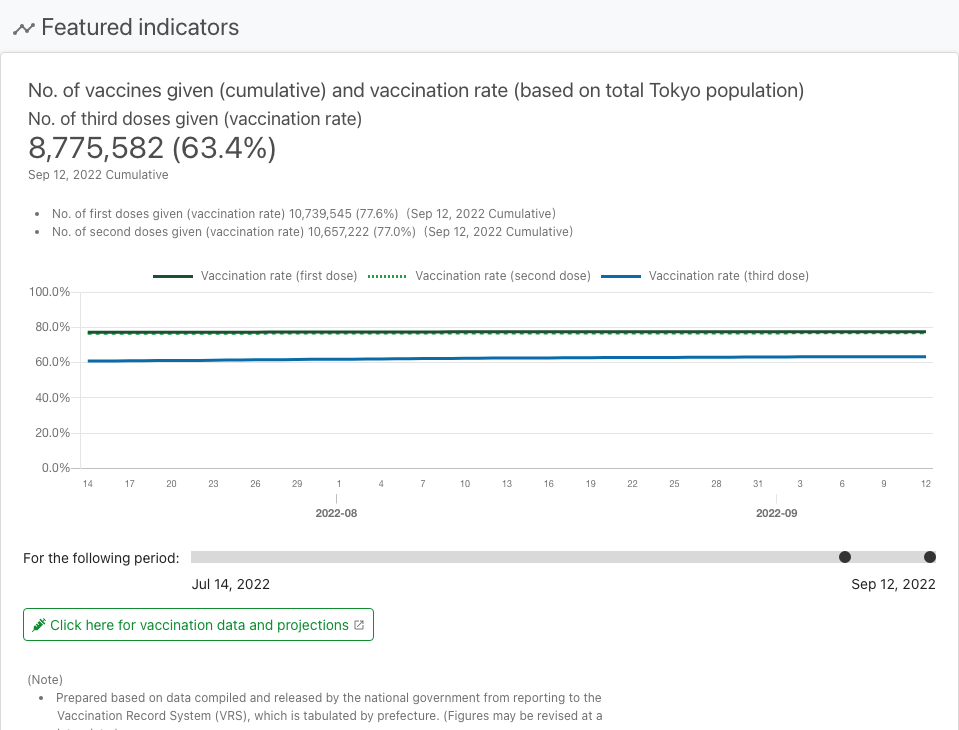 Featured indicators
No. of vaccines given (cumulative) and vaccination rate (based on total Tokyo population)
No. of third doses given (vaccination rate)
8,775,582 (63.4%)
Sep 12, 2022 Cumulative
• No. of first doses given (vaccination rate) 10,739,545 (77.6%) (Sep 12, 2022 Cumulative)
• No. of second doses given (vaccination rate) 10,657,222 (77.0%) (Sep 12, 2022 Cumulative)
Vaccination rate (first dose) Vaccination rate (second dose) Vaccination rate (third dose)
100.0%
80.0%
60.0%
40.0%
20.0%
0.0%
14 17 20 23 26 29 1 4 7 10 13 16 19 22 25 28 31 3 6 9 12
2022-08 2022-09
For the following period:
Jul 14, 2022 Sep 12, 2022
Click here for vaccination data and projections
(Note)
• Prepared based on data compiled and released by the national government from reporting to the
Vaccination Record System (VRS), which is tabulated by prefecture. (Figures may be revised at a